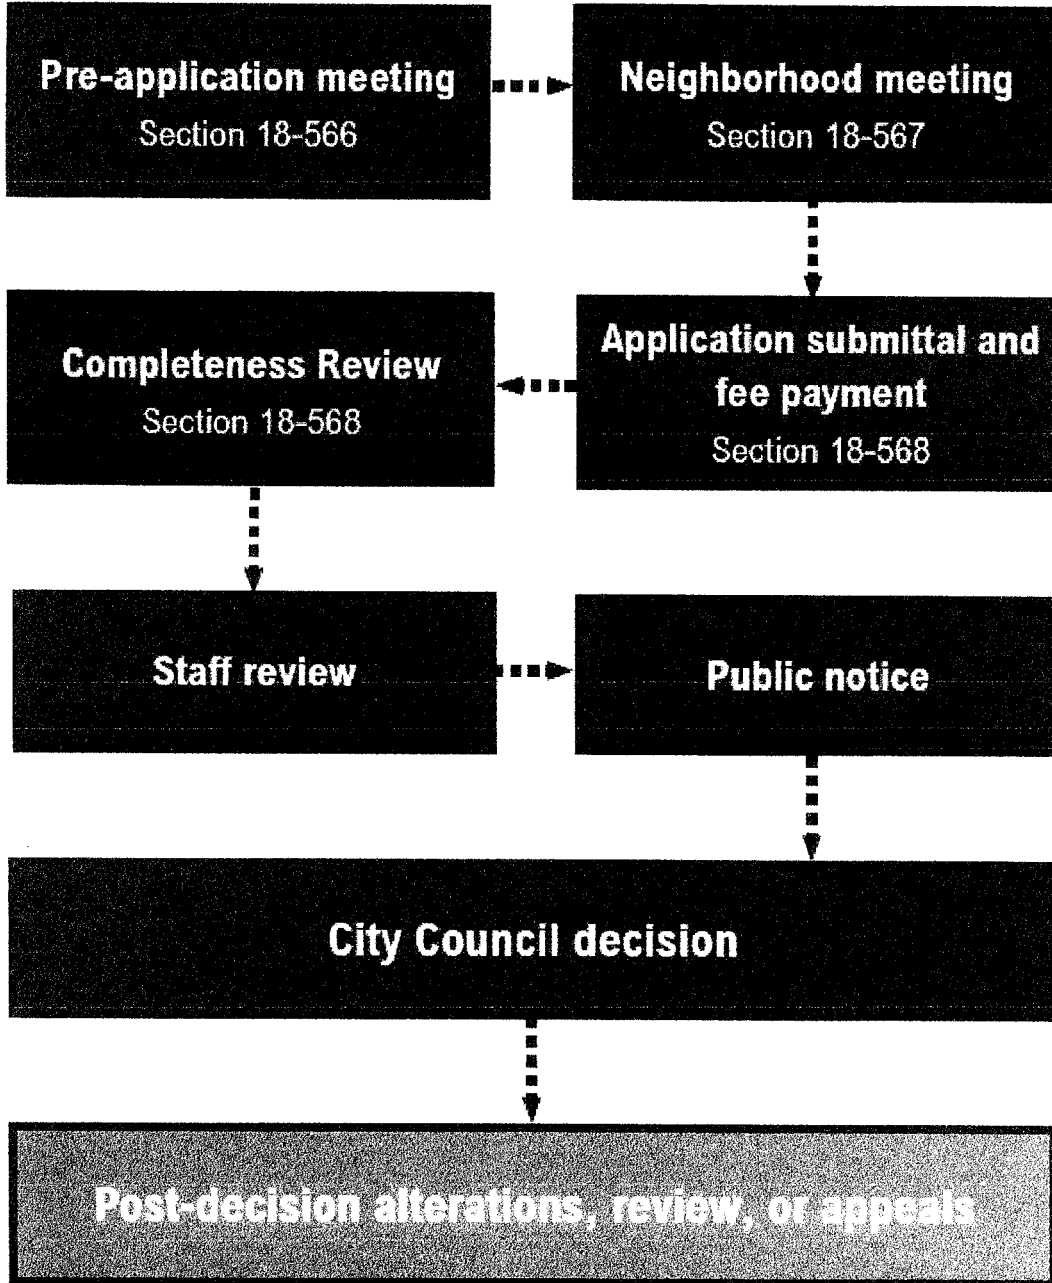 Pre-application meeting
Section 18-566
Neighborhood meeting
Section 18-567
Application submittal and
fee payment
Section 18-568
Completeness Review
Section 18-568
Staff review
Public notice
City Council decision
Post-decision alterations, review, or appeals